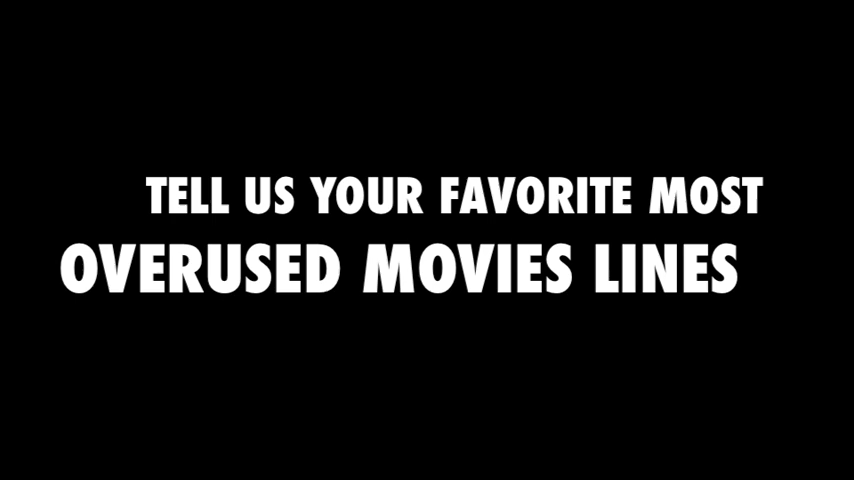 TELL US YOUR FAVORITE MOST
OVERUSED MOVIES LINES